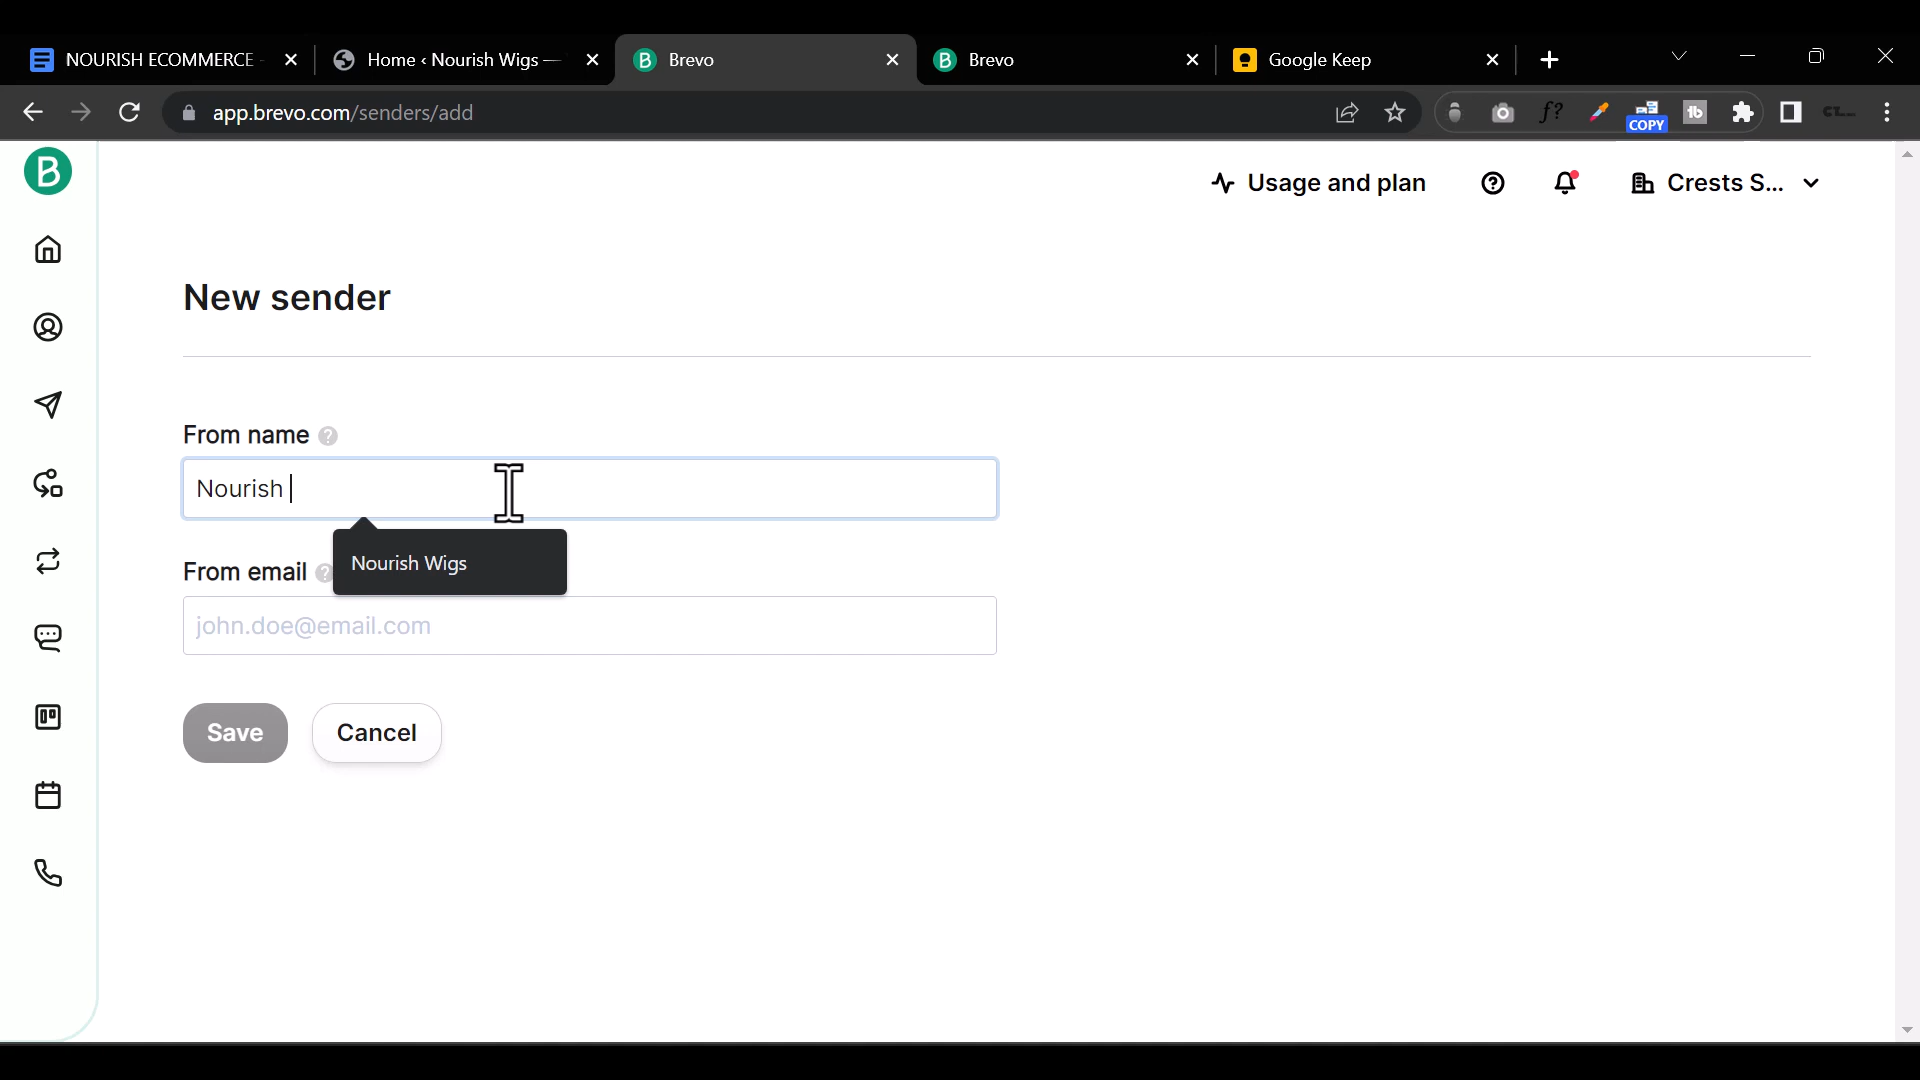 NOURISH ECOMMERCE
Home ‹ Nourish Wigs —
Brevo
Brevo
Google Keep
app.brevo.com/senders/add
f?
COPY
B
Usage and plan
Crests S...
New sender
From name
Nourish
Nourish Wigs
From email
john.doe@email.com
Save
Cancel